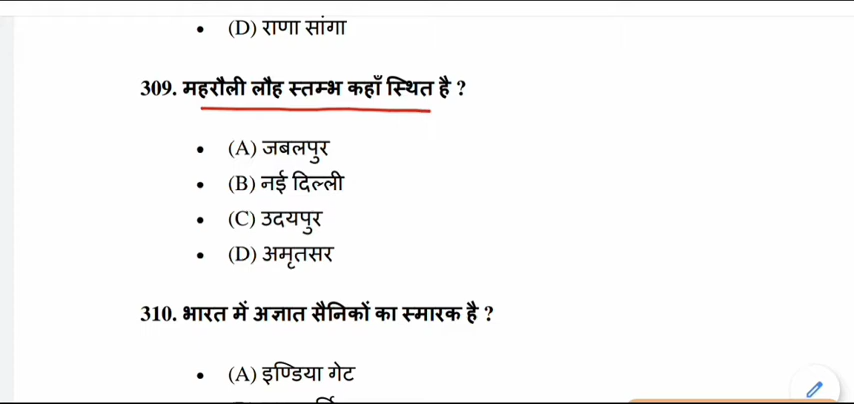 • (D) राणा सांगा
309. महरौली लौह स्तम्भ कहाँ स्थित है ?
• (A) जबलपुर
• (B) नई दिल्ली
• (C) उदयपुर
• (D) अमृतसर
310. भारत में अज्ञात सैनिकों का स्मारक है ?
• (A) इण्डिया गेट